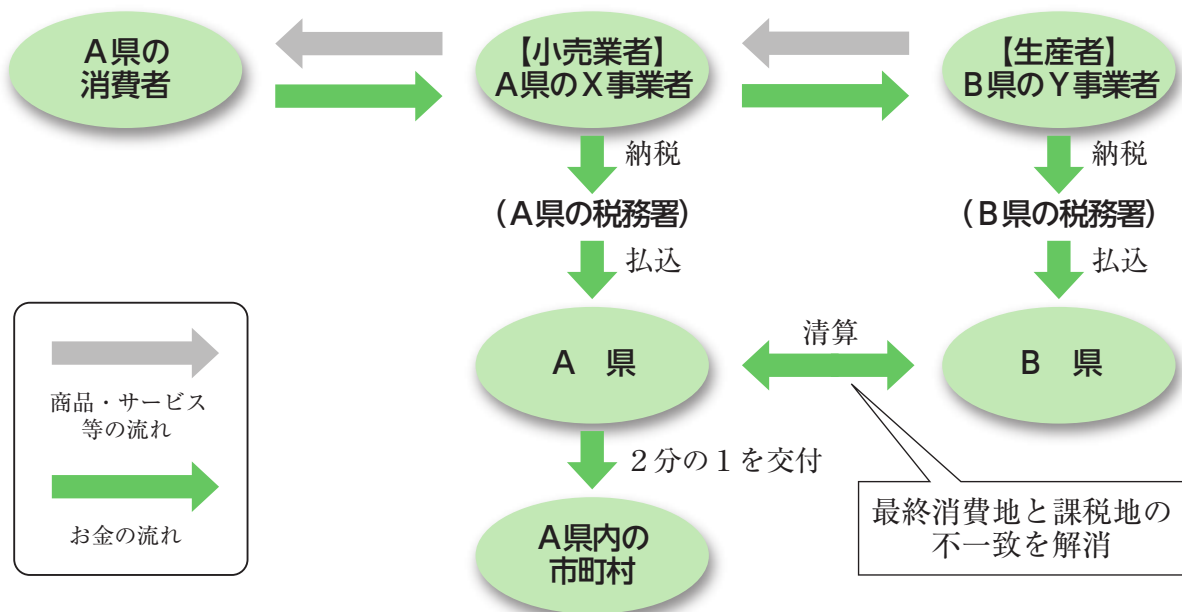 A県の
消費者
【小売業者】
A県のX事業者
【生産者】
B県のY事業者
納税
納税
(A県の税務署)
(B県の税務署)
払込
払込
A 県
清算
B 県
商品・サービス
等の流れ
お金の流れ
2分の1を交付
最終消費地と課税地の
不一致を解消
A県内の
市町村